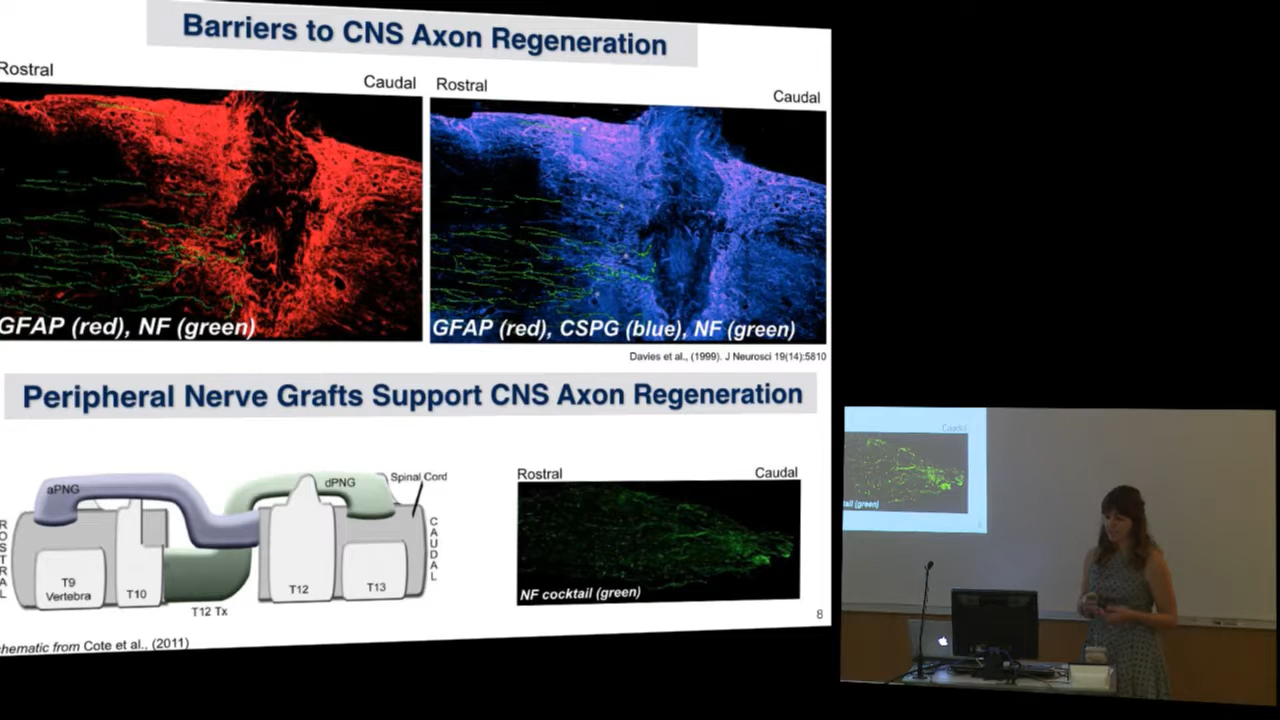 Barriers to CNS Axon Regeneration
Rostral
Caudal
Rostral
Caudal
GFAP (red), NF (green)
GFAP (red), CSPG (blue), NF (green)
Davies et al., (1999). J Neurosci 19(14):5810
Peripheral Nerve Grafts Support CNS Axon Regeneration
aPNG
dPNG
Spinal Cord
ROSTRAL
CAUDAL
T9
Vertebra
T10
T12
T13
T12 Tx
Rostral
Caudal
NF cocktail (green)
8
hematic from Cote et al., (2011)
Caudal
tail (green)